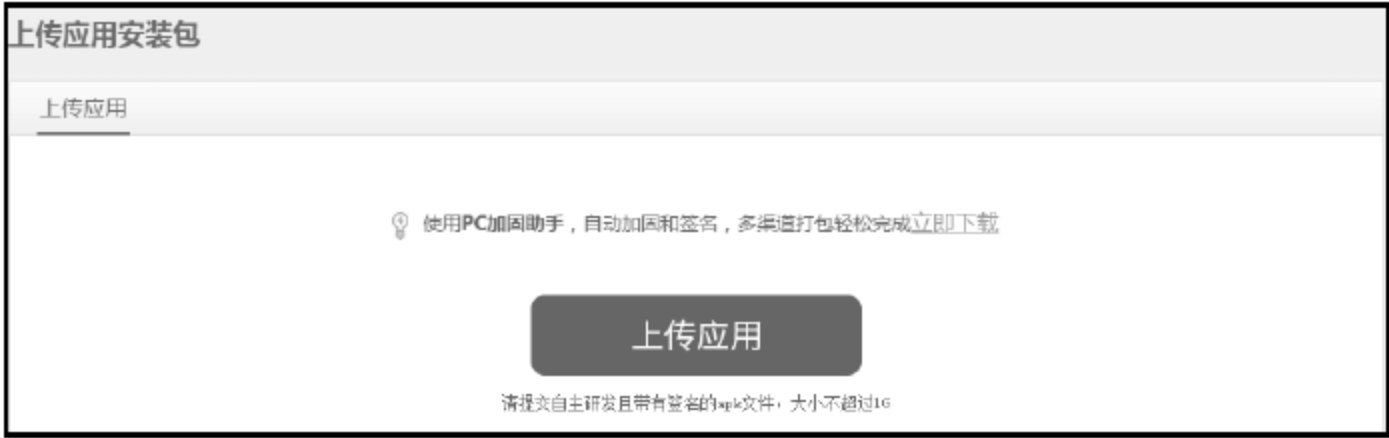 上传应用安装包
上传应用
使用PC加固助手，自动加固和签名，多渠道打包轻松完成立即下载
上传应用
请提交自主研发且带有签名的apk文件，大小不超过1G